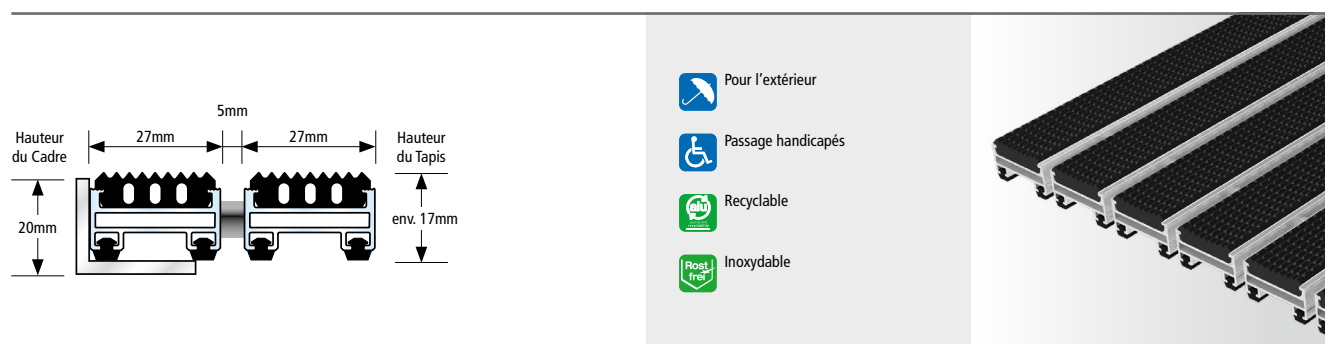 5mm
Hauteur
du Cadre
27mm
27mm
Hauteur
du Tapis
20mm
env. 17mm
Pour l'extérieur
Passage handicapés
alu
Recyclable
Rost
frei
Inoxydable